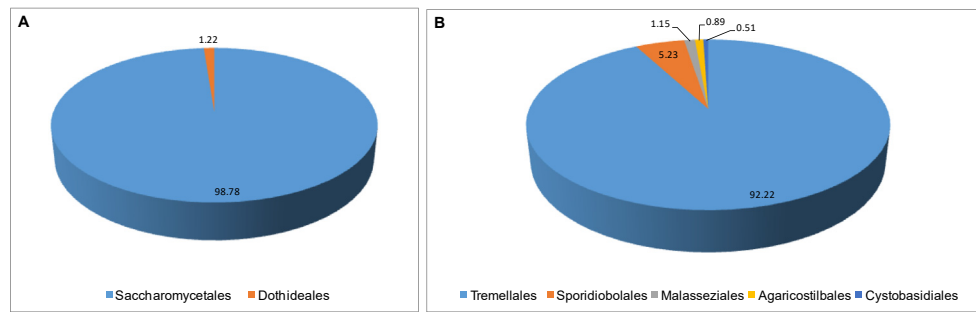 A
1.22
98.78
Saccharomycetales Dothideales
B
1.15 0.89 0.51
5.23
92.22
Tremellales Sporidiobolales Malasseziales Agaricostilbales Cystobasidiales